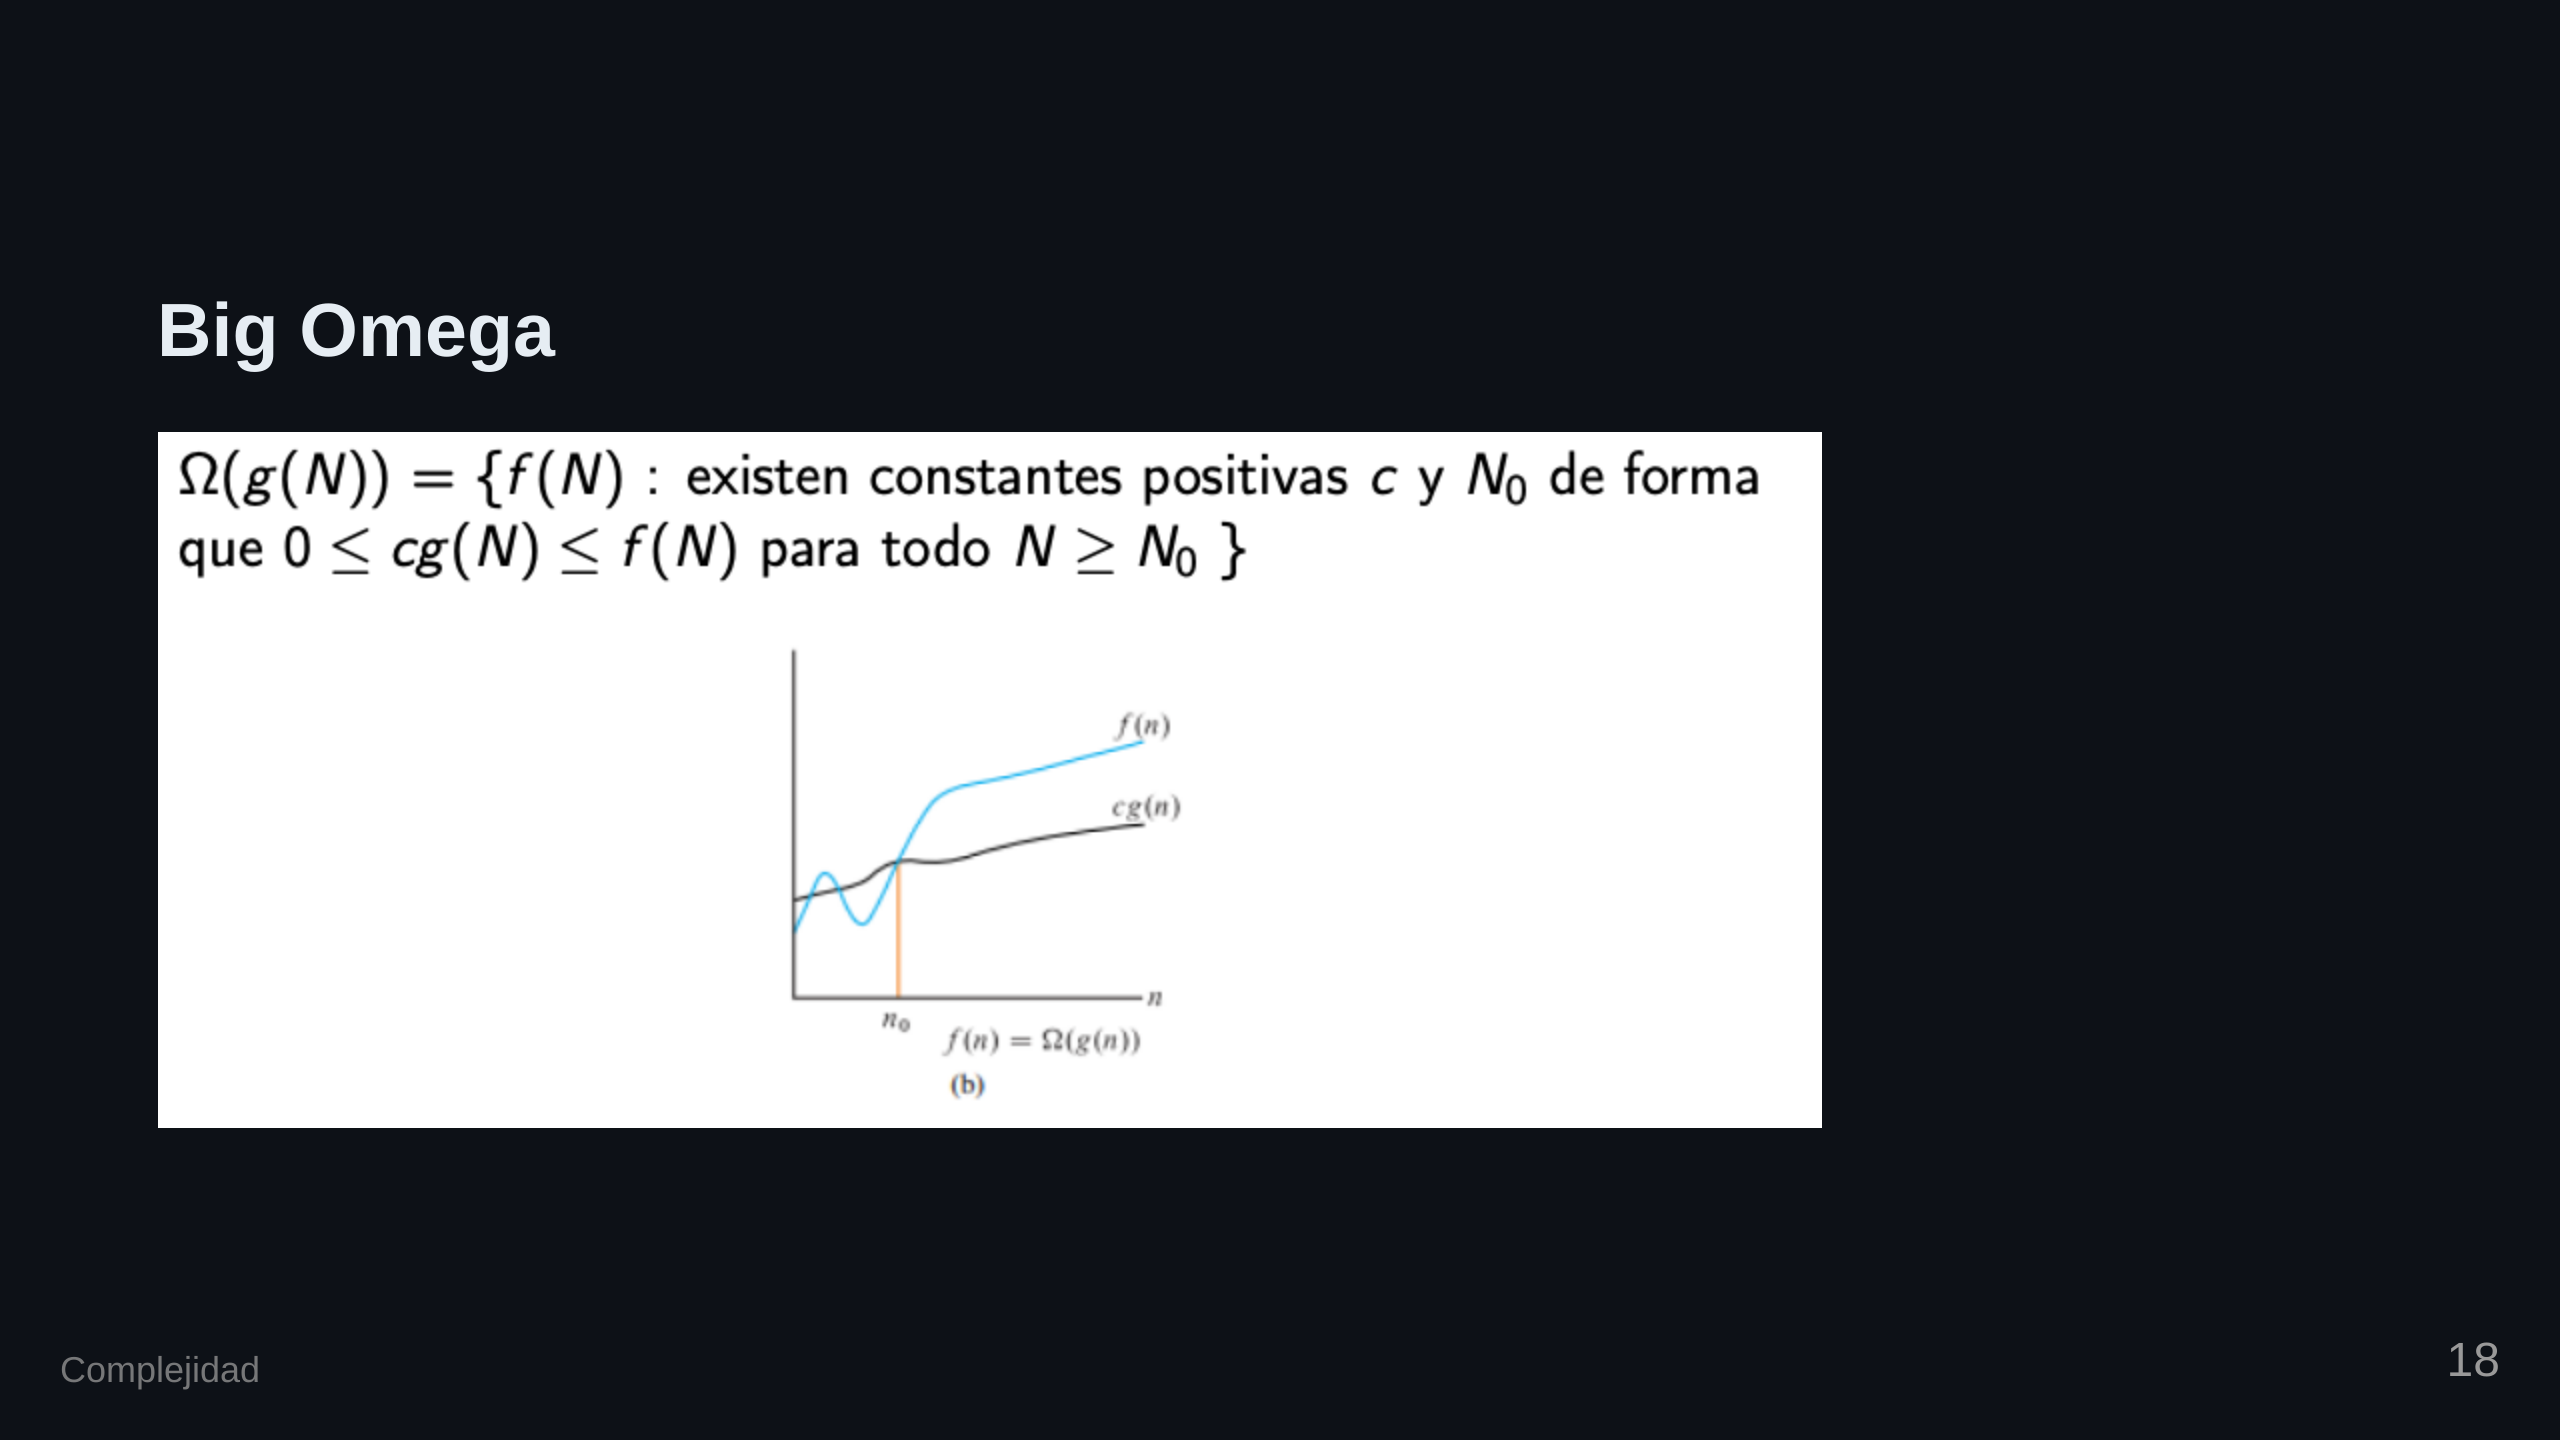 Big Omega
Ω(g(N)) = {f(N) : existen constantes positivas c y N₀ de forma
que 0 ≤ cg(N) ≤ f(N) para todo N ≥ N₀ }
f(n)
cg(n)
n
n₀
f(n) = Ω(g(n))
(b)
Complejidad
18